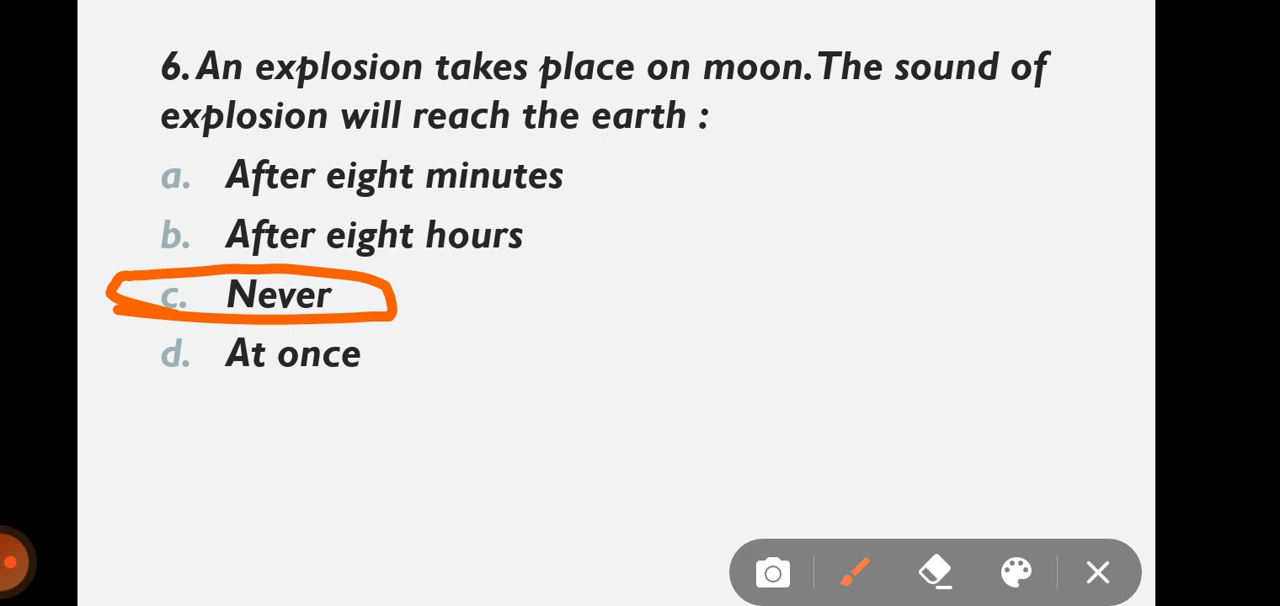 6. An explosion takes place on moon. The sound of
explosion will reach the earth :
a. After eight minutes
b. After eight hours
c. Never
d. At once